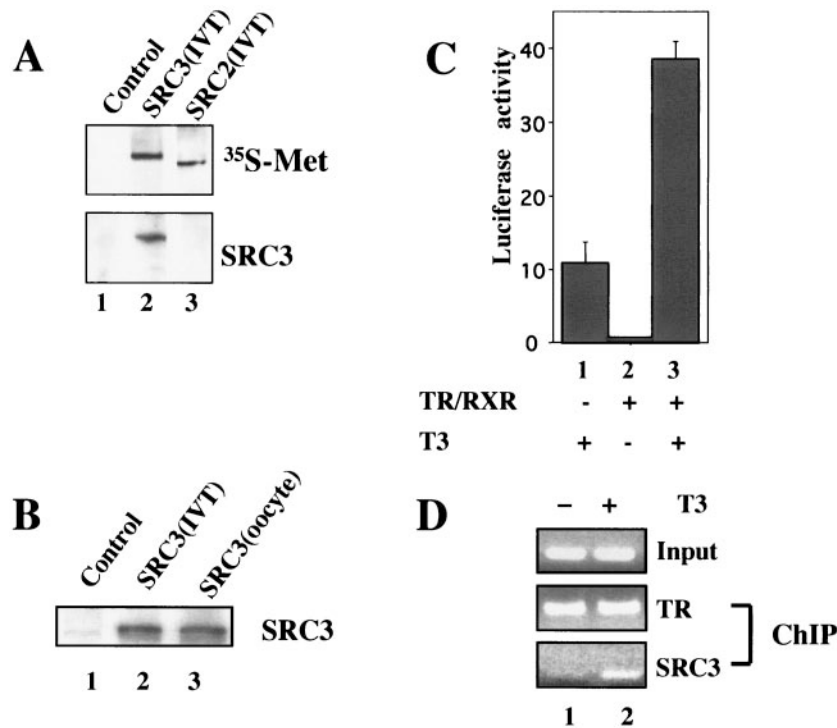 A
Control
SRC3(IVT)
SRC2(IVT)
35S-Met
SRC3
1 2 3
B
Control
SRC3(IVT)
SRC3(oocyte)
SRC3
1 2 3
C
Luciferase activity
40
30
20
10
0
1 2 3
TR/RXR - + +
T3 + - +
D
− + T3
Input
TR
SRC3
ChIP
1 2